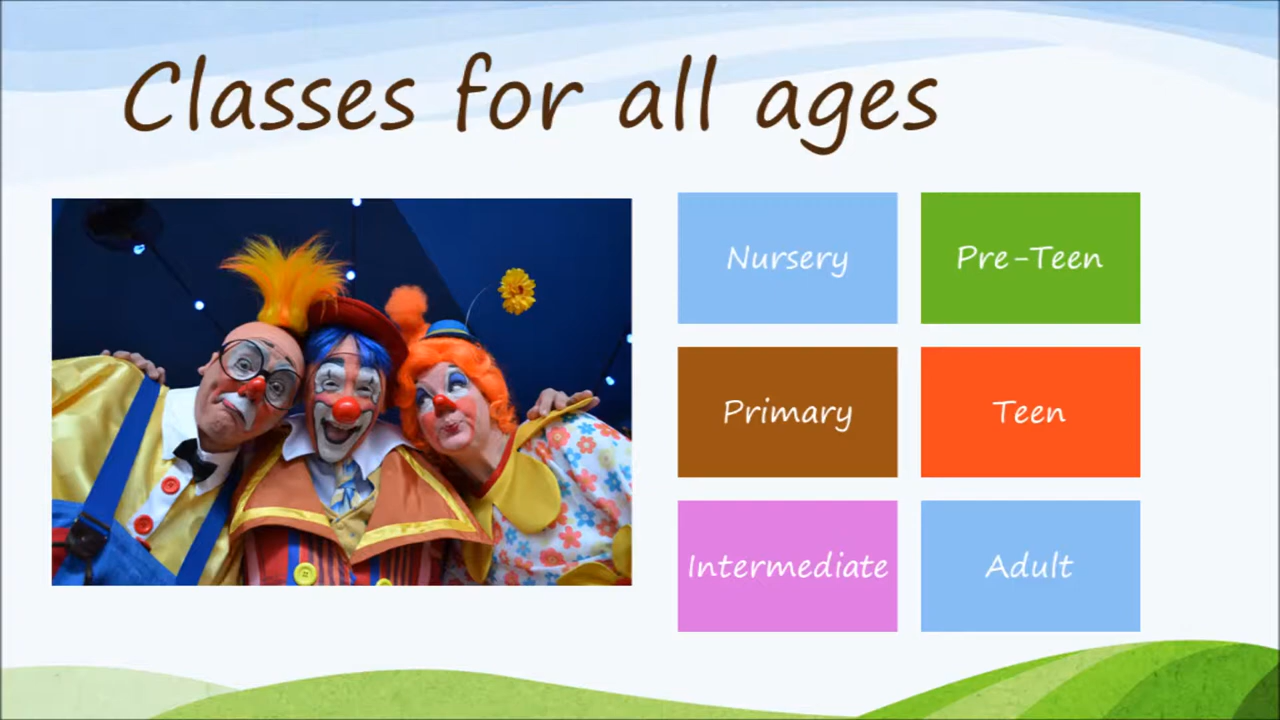 Classes for all ages
Nursery
Pre-Teen
Primary
Teen
Intermediate
Adult